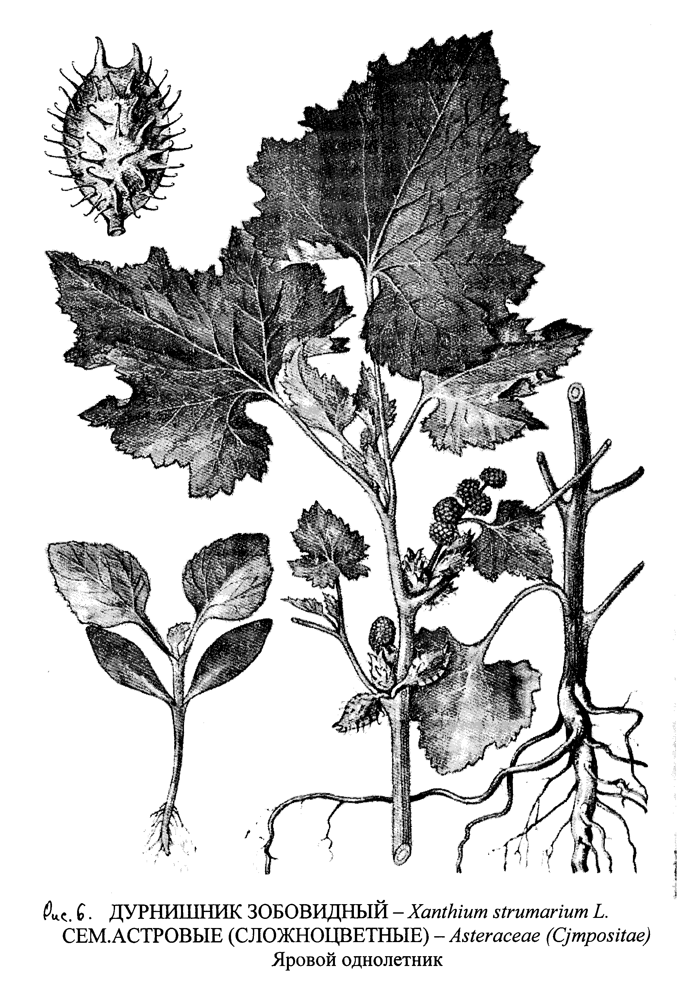 Рис. 6. ДУРНИШНИК ЗОБОВИДНЫЙ – Xanthium strumarium L.
СЕМ.АСТРОВЫЕ (СЛОЖНОЦВЕТНЫЕ) – Asteraceae (Cjmpositae)
Яровой однолетник